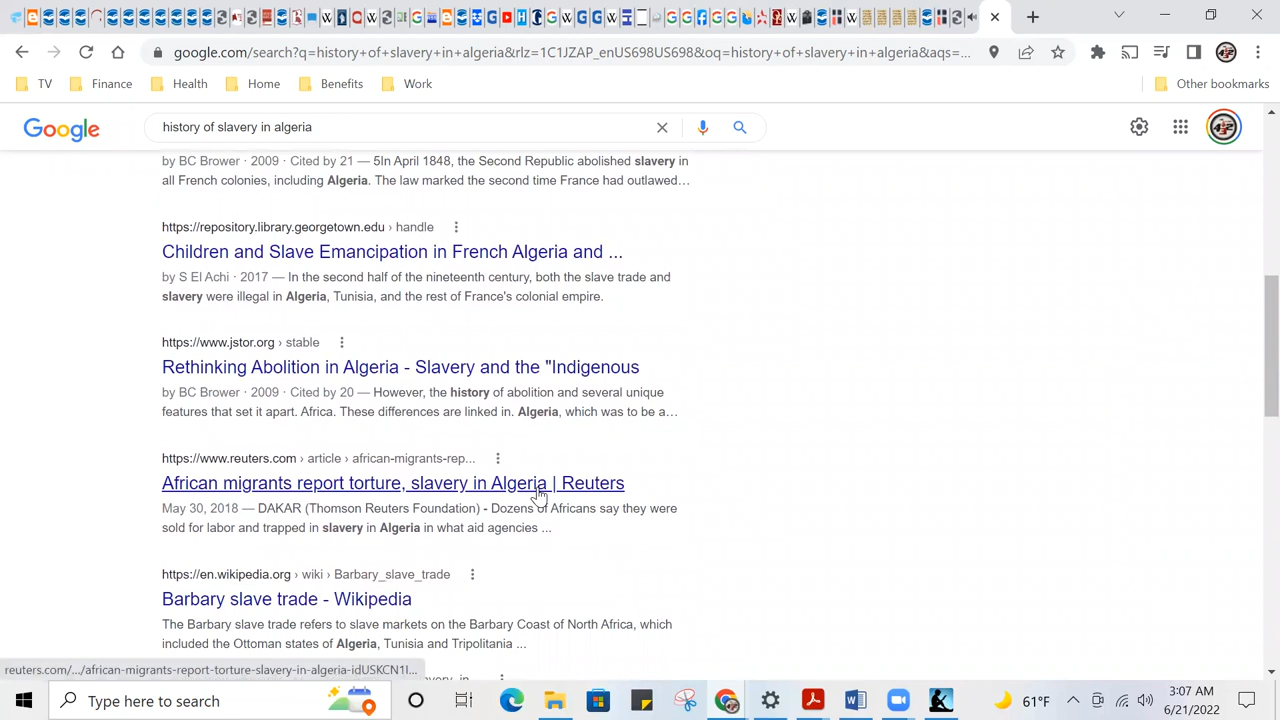 google.com/search?q=history+of+slavery+in+algeria&rlz=1C1JZAP_enUS698US698&oq=history+of+slavery+in+algeria&aqs=...
TV Finance Health Home Benefits Work Other bookmarks
Google history of slavery in algeria
by BC Brower · 2009 · Cited by 21 — 5In April 1848, the Second Republic abolished slavery in
all French colonies, including Algeria. The law marked the second time France had outlawed…
https://repository.library.georgetown.edu › handle
Children and Slave Emancipation in French Algeria and ...
by S El Achi · 2017 — In the second half of the nineteenth century, both the slave trade and
slavery were illegal in Algeria, Tunisia, and the rest of France's colonial empire.
https://www.jstor.org › stable
Rethinking Abolition in Algeria - Slavery and the "Indigenous
by BC Brower · 2009 · Cited by 20 — However, the history of abolition and several unique
features that set it apart. Africa. These differences are linked in. Algeria, which was to be a…
https://www.reuters.com › article › african-migrants-rep...
African migrants report torture, slavery in Algeria | Reuters
May 30, 2018 — DAKAR (Thomson Reuters Foundation) - Dozens of Africans say they were
sold for labor and trapped in slavery in Algeria in what aid agencies ...
https://en.wikipedia.org › wiki › Barbary_slave_trade
Barbary slave trade - Wikipedia
The Barbary slave trade refers to slave markets on the Barbary Coast of North Africa, which
included the Ottoman states of Algeria, Tunisia and Tripolitania ...
reuters.com/.../african-migrants-report-torture-slavery-in-algeria-idUSKCN1I...
Type here to search 61°F 3:07 AM
6/21/2022